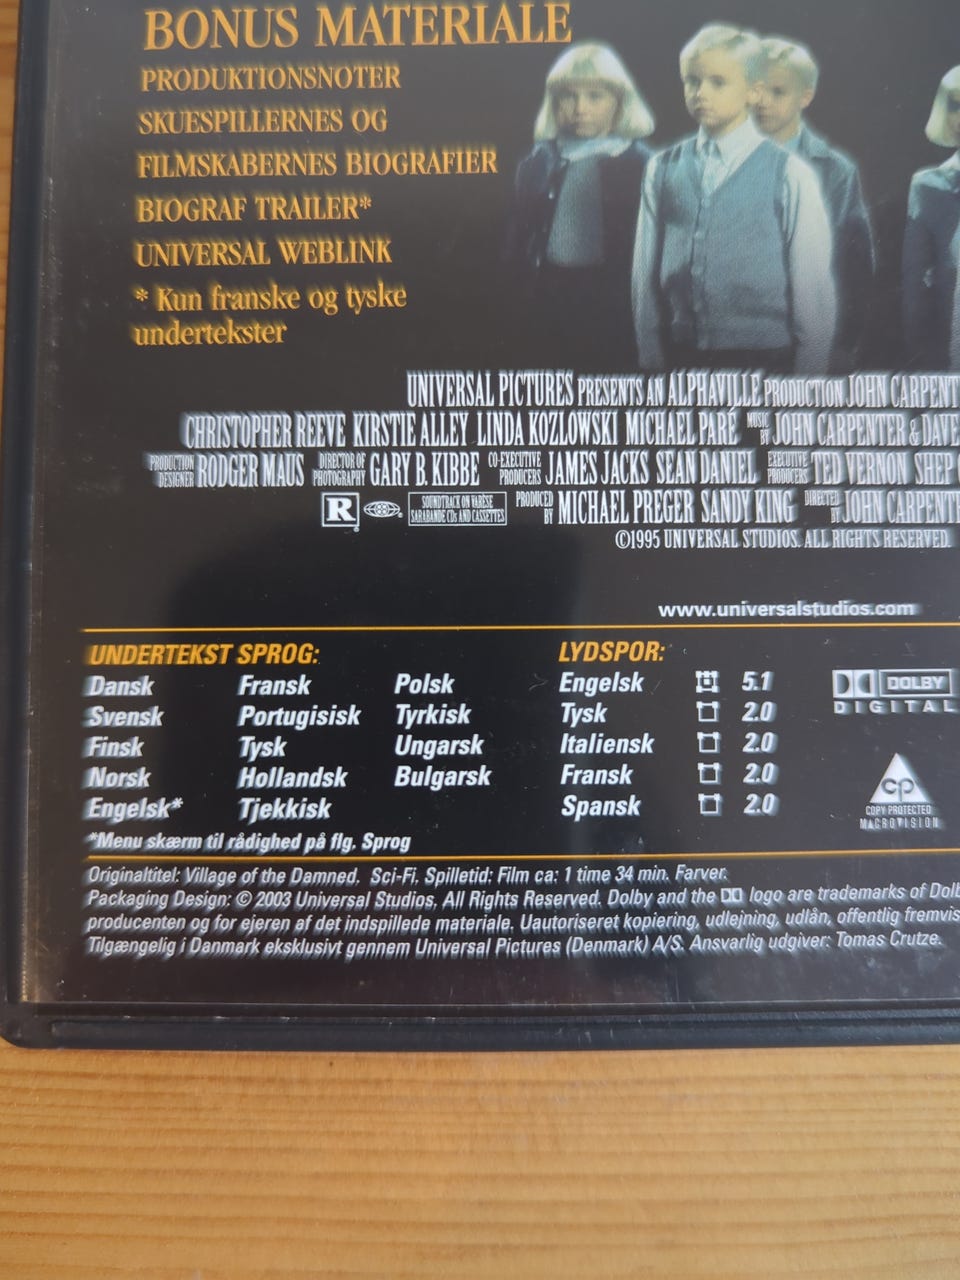 BONUS MATERIALE
PRODUKTIONSNOTER
SKUESPILLERNES OG
FILMSKABERNES BIOGRAFIER
BIOGRAF TRAILER*
UNIVERSAL WEBLINK
* Kun franske og tyske
undertekster
UNIVERSAL PICTURES PRESENTS AN ALPHAVILLE PRODUCTION JOHN CARPENT
CHRISTOPHER REEVE KIRSTIE ALLEY LINDA KOZLOWSKI MICHAEL PARÉ MUSIC BY JOHN CARPENTER & DAVE
PRODUCTION DESIGNER RODGER MAUS DIRECTOR OF PHOTOGRAPHY GARY B. KIBBE CO-EXECUTIVE PRODUCERS JAMES JACKS SEAN DANIEL EXECUTIVE PRODUCERS TED VERNON SHEP
R SOUNDTRACK ON VARÈSE SARABANDE CDs AND CASSETTES PRODUCED BY MICHAEL PREGER SANDY KING DIRECTED BY JOHN CARPENT
©1995 UNIVERSAL STUDIOS. ALL RIGHTS RESERVED.
www.universalstudios.com
UNDERTEKST SPROG: LYDSPOR:
Dansk Fransk Polsk Engelsk 5.1
Svensk Portugisisk Tyrkisk Tysk 2.0
Finsk Tysk Ungarsk Italiensk 2.0
Norsk Hollandsk Bulgarsk Fransk 2.0
Engelsk* Tjekkisk Spansk 2.0
DOLBY
DIGITAL
CP
COPY PROTECTED
MACROVISION
*Menu skærm til rådighed på flg. Sprog
Originaltitel: Village of the Damned. Sci-Fi. Spilletid: Film ca: 1 time 34 min. Farver.
Packaging Design: © 2003 Universal Studios, All Rights Reserved. Dolby and the logo are trademarks of Dolb
producenten og for ejeren af det indspillede materiale. Uautoriseret kopiering, udlejning, udlån, offentlig fremvis
Tilgængelig i Danmark eksklusivt gennem Universal Pictures (Denmark) A/S. Ansvarlig udgiver: Tomas Crutze.